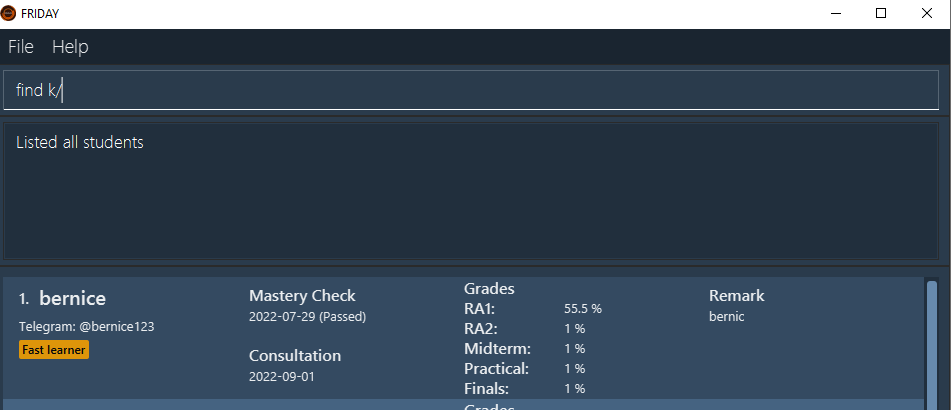 FRIDAY
File Help
find k/
Listed all students
1. bernice
Telegram: @bernice123
Fast learner
Mastery Check
2022-07-29 (Passed)
Consultation
2022-09-01
Grades
RA1: 55.5 %
RA2: 1 %
Midterm: 1 %
Practical: 1 %
Finals: 1 %
Remark
bernic
Grades